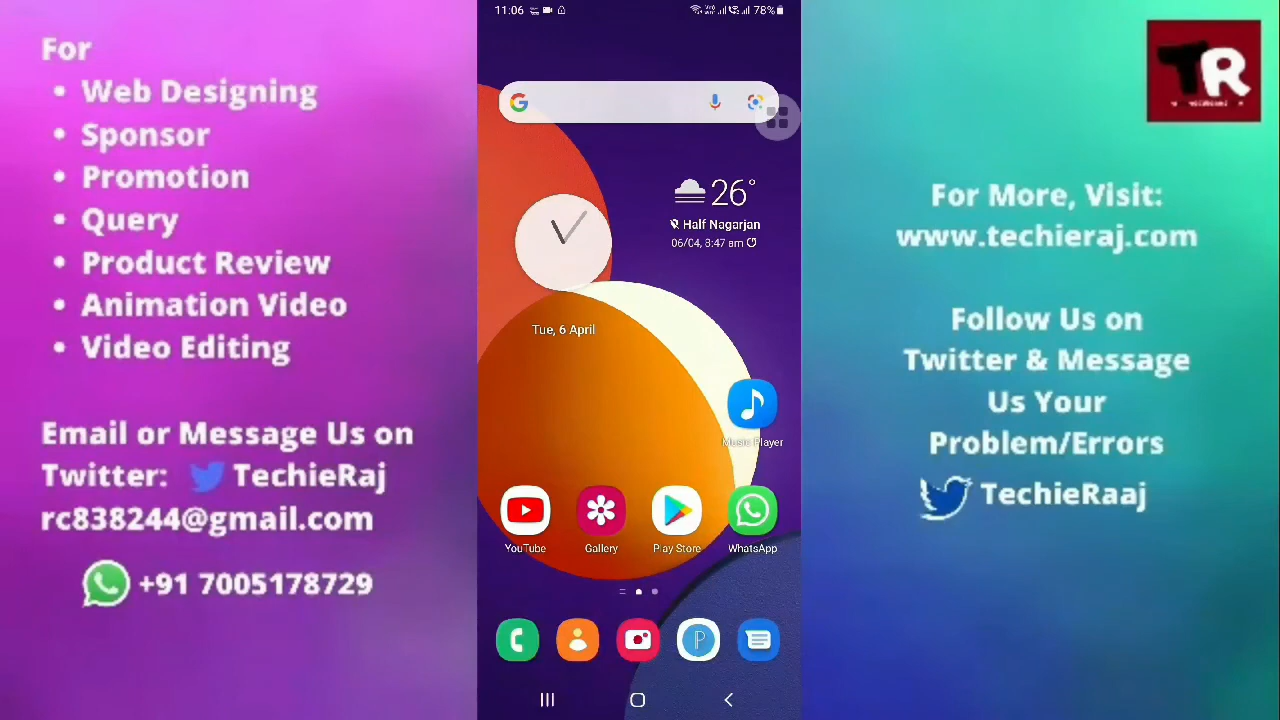 For
• Web Designing
• Sponsor
• Promotion
• Query
• Product Review
• Animation Video
• Video Editing
Email or Message Us on
Twitter: TechieRaj
rc838244@gmail.com
+91 7005178729
11:06
78%
G
26°
Half Nagarjan
06/04, 8:47 am
Tue, 6 April
Music Player
YouTube
Gallery
Play Store
WhatsApp
TR
For More, Visit:
www.techieraj.com
Follow Us on
Twitter & Message
Us Your
Problem/Errors
TechieRaaj